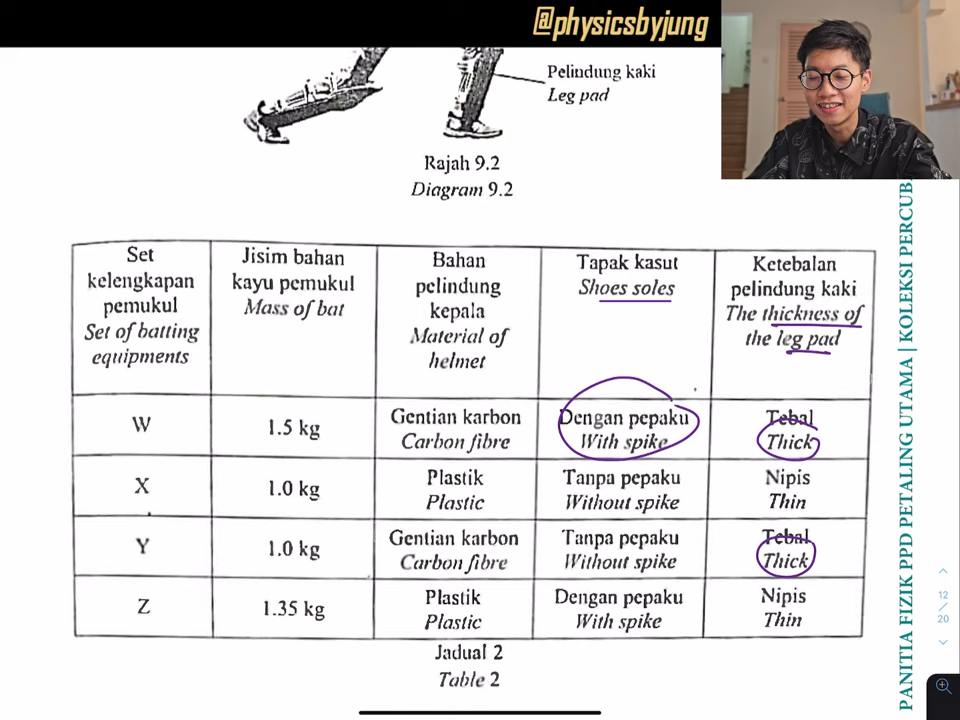 @physicsbyjung
Pelindung kaki
Leg pad
Rajah 9.2
Diagram 9.2
Set
kelengkapan
pemukul
Set of batting
equipments
Jisim bahan
kayu pemukul
Mass of bat
Bahan
pelindung
kepala
Material of
helmet
Tapak kasut
Shoes soles
Ketebalan
pelindung kaki
The thickness of
the leg pad
W
1.5 kg
Gentian karbon
Carbon fibre
Dengan pepaku
With spike
Tebal
Thick
X
1.0 kg
Plastik
Plastic
Tanpa pepaku
Without spike
Nipis
Thin
Y
1.0 kg
Gentian karbon
Carbon fibre
Tanpa pepaku
Without spike
Tebal
Thick
Z
1.35 kg
Plastik
Plastic
Dengan pepaku
With spike
Nipis
Thin
Jadual 2
Table 2
PANITIA FIZIK PPD PETALING UTAMA | KOLEKSI PERCUB
12
/
20